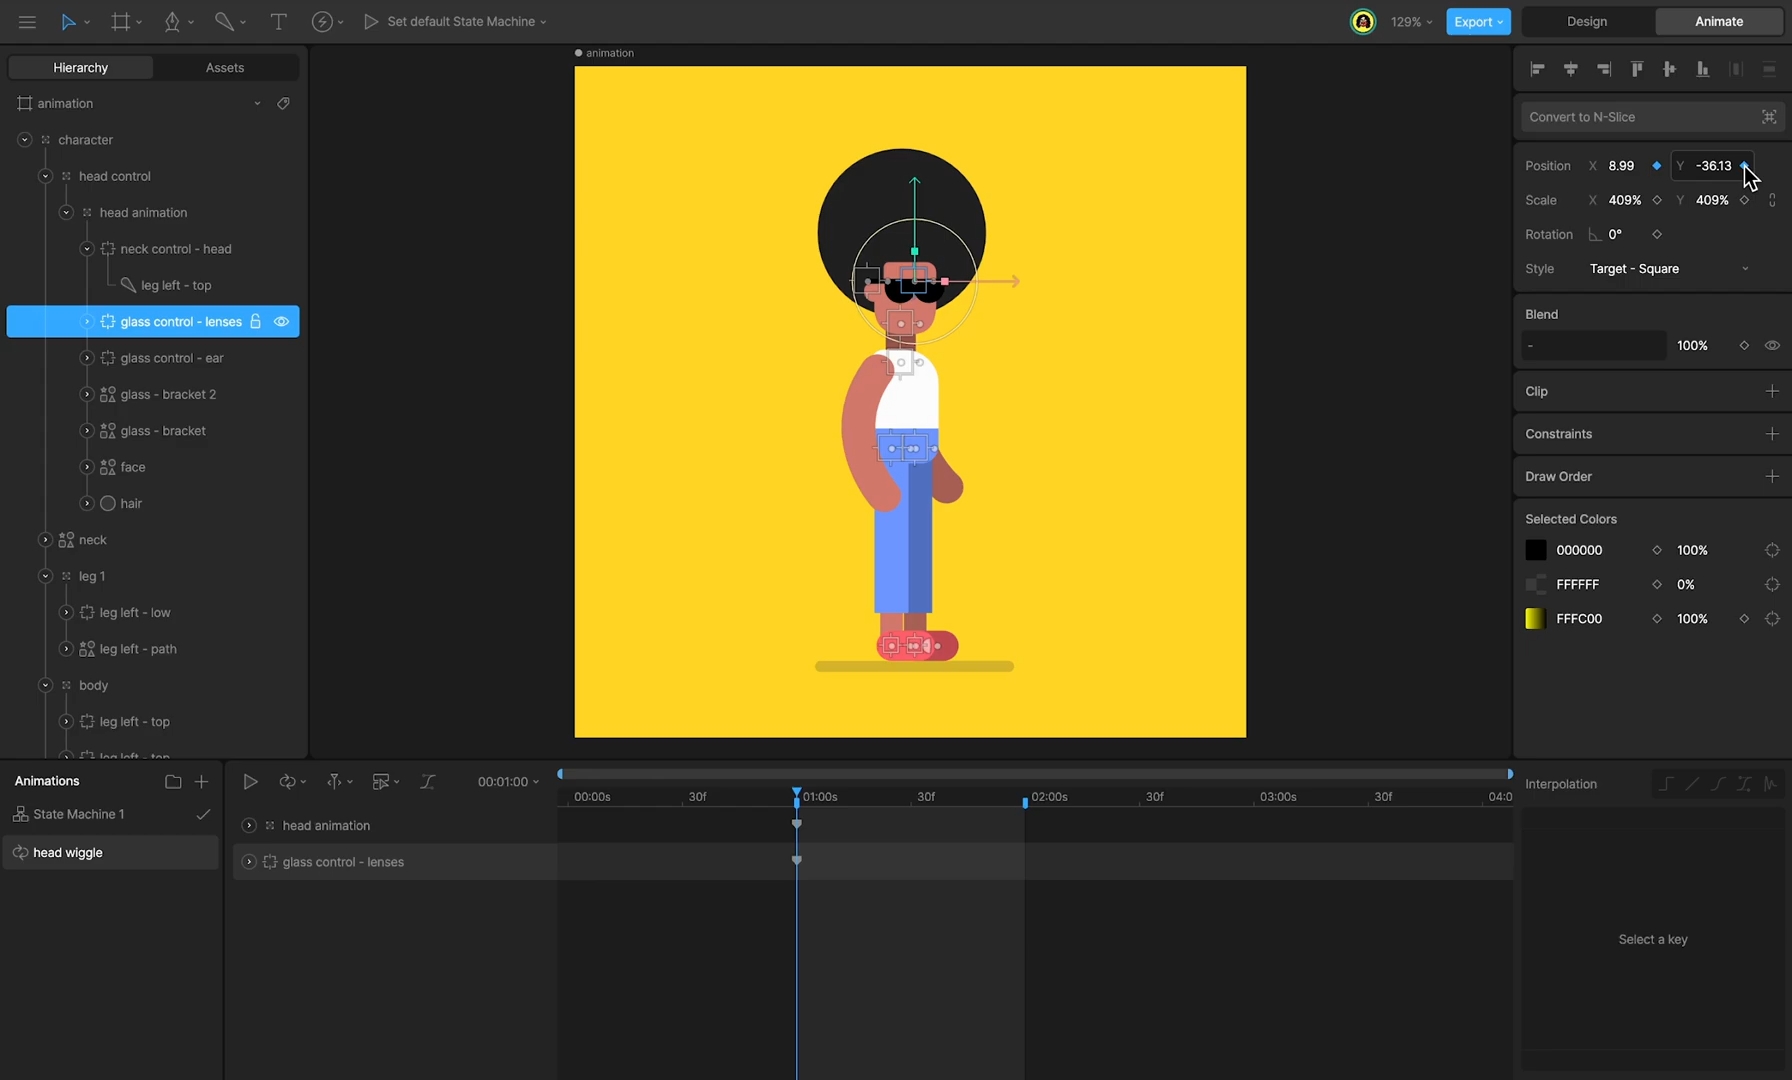 Set default State Machine
129%
Export
Design
Animate
Hierarchy
Assets
animation
character
head control
head animation
neck control - head
leg left - top
glass control - lenses
glass control - ear
glass - bracket 2
glass - bracket
face
hair
neck
leg 1
leg left - low
leg left - path
body
leg left - top
leg left - top
animation
Convert to N-Slice
Position X 8.99 Y -36.13
Scale X 409% Y 409%
Rotation 0°
Style Target - Square
Blend
- 100%
Clip
Constraints
Draw Order
Selected Colors
000000 100%
FFFFFF 0%
FFFC00 100%
Animations
State Machine 1
head wiggle
00:01:00
00:00s 30f 01:00s 30f 02:00s 30f 03:00s 30f 04:0
head animation
glass control - lenses
Interpolation
Select a key